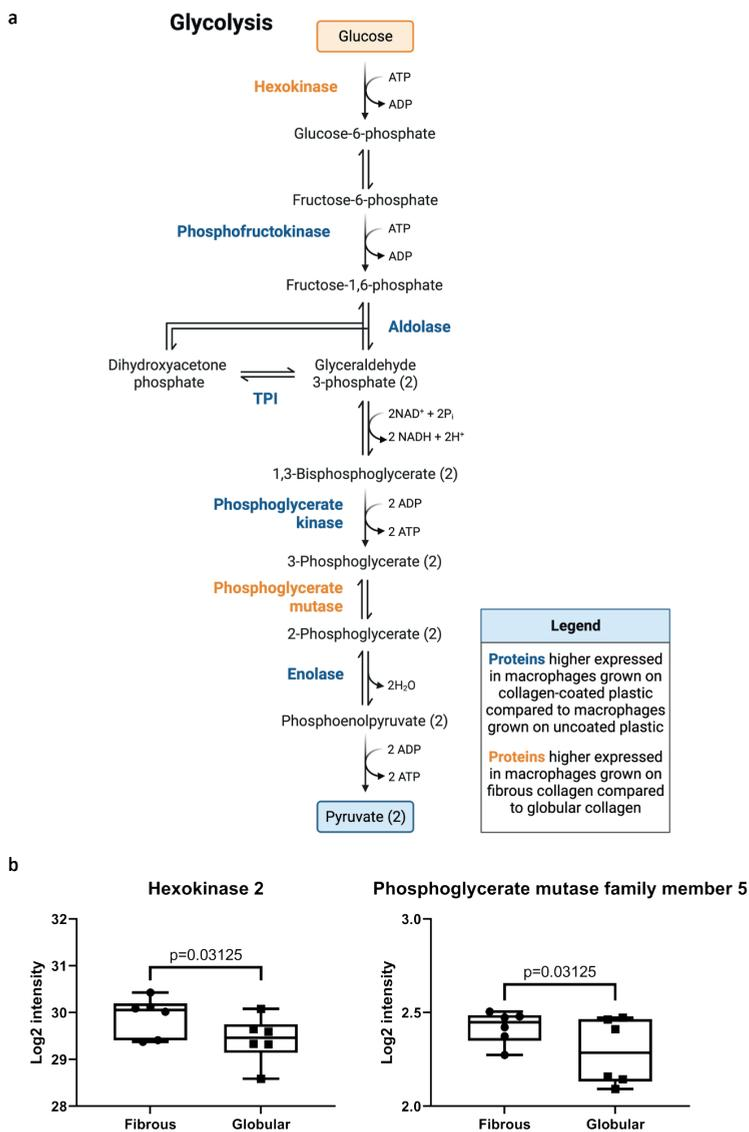 a
Glycolysis
Glucose
Hexokinase
ATP
ADP
Glucose-6-phosphate
Fructose-6-phosphate
Phosphofructokinase
ATP
ADP
Fructose-1,6-phosphate
Aldolase
Dihydroxyacetone
phosphate
Glyceraldehyde
3-phosphate (2)
TPI
2NAD⁺ + 2Pᵢ
2 NADH + 2H⁺
1,3-Bisphosphoglycerate (2)
Phosphoglycerate
kinase
2 ADP
2 ATP
3-Phosphoglycerate (2)
Phosphoglycerate
mutase
2-Phosphoglycerate (2)
Enolase
2H₂O
Phosphoenolpyruvate (2)
2 ADP
2 ATP
Pyruvate (2)
Legend
Proteins higher expressed
in macrophages grown on
collagen-coated plastic
compared to macrophages
grown on uncoated plastic
Proteins higher expressed
in macrophages grown on
fibrous collagen compared
to globular collagen
b
Hexokinase 2
Log2 intensity
32
31
30
29
28
p=0.03125
Fibrous
Globular
Phosphoglycerate mutase family member 5
Log2 intensity
3.0
2.5
2.0
p=0.03125
Fibrous
Globular